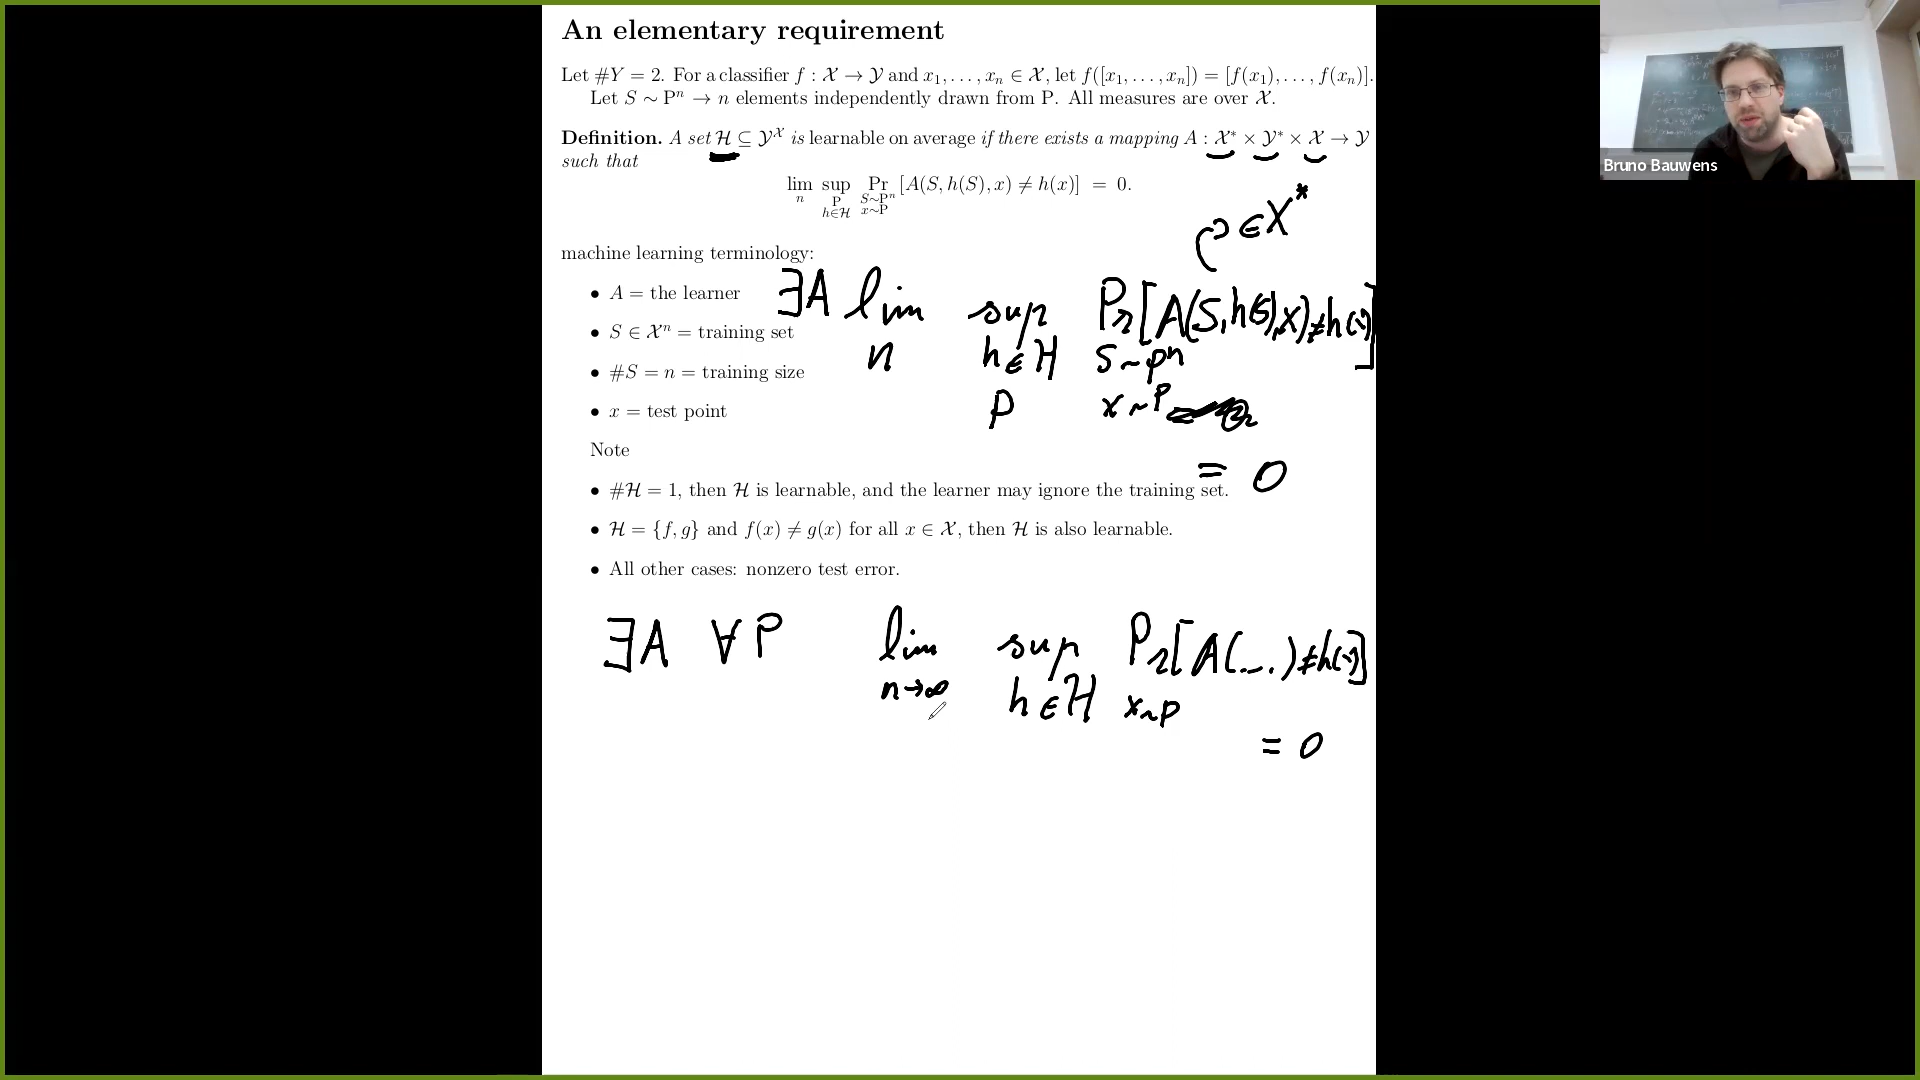 An elementary requirement
Let #Y = 2. For a classifier f : 𝒳 → 𝒴 and x₁, . . . , xₙ ∈ 𝒳, let f([x₁, . . . , xₙ]) = [f(x₁), . . . , f(xₙ)].
Let S ∼ Pⁿ → n elements independently drawn from P. All measures are over 𝒳.
Definition. A set ℋ ⊆ 𝒴^𝒳 is learnable on average if there exists a mapping A : 𝒳* × 𝒴* × 𝒳 → 𝒴
such that
lim sup Pr [A(S, h(S), x) ≠ h(x)] = 0.
n P S∼Pⁿ
h∈ℋ x∼P
∈ X*
machine learning terminology:
• A = the learner
∃A lim sup Pr[A(S,h(S),x)≠h(x)]
• S ∈ 𝒳ⁿ = training set
n h∈H S~pⁿ
• #S = n = training size
• x = test point
P x~P
Note
= 0
• #ℋ = 1, then ℋ is learnable, and the learner may ignore the training set.
• ℋ = {f, g} and f(x) ≠ g(x) for all x ∈ 𝒳, then ℋ is also learnable.
• All other cases: nonzero test error.
∃A ∀P lim sup Pr[A(...)≠h(x)]
n→∞ h∈H x~p
= 0
Bruno Bauwens